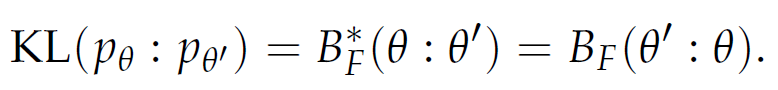 KL(p_θ : p_θ′) = B*_F(θ : θ′) = B_F(θ′ : θ).